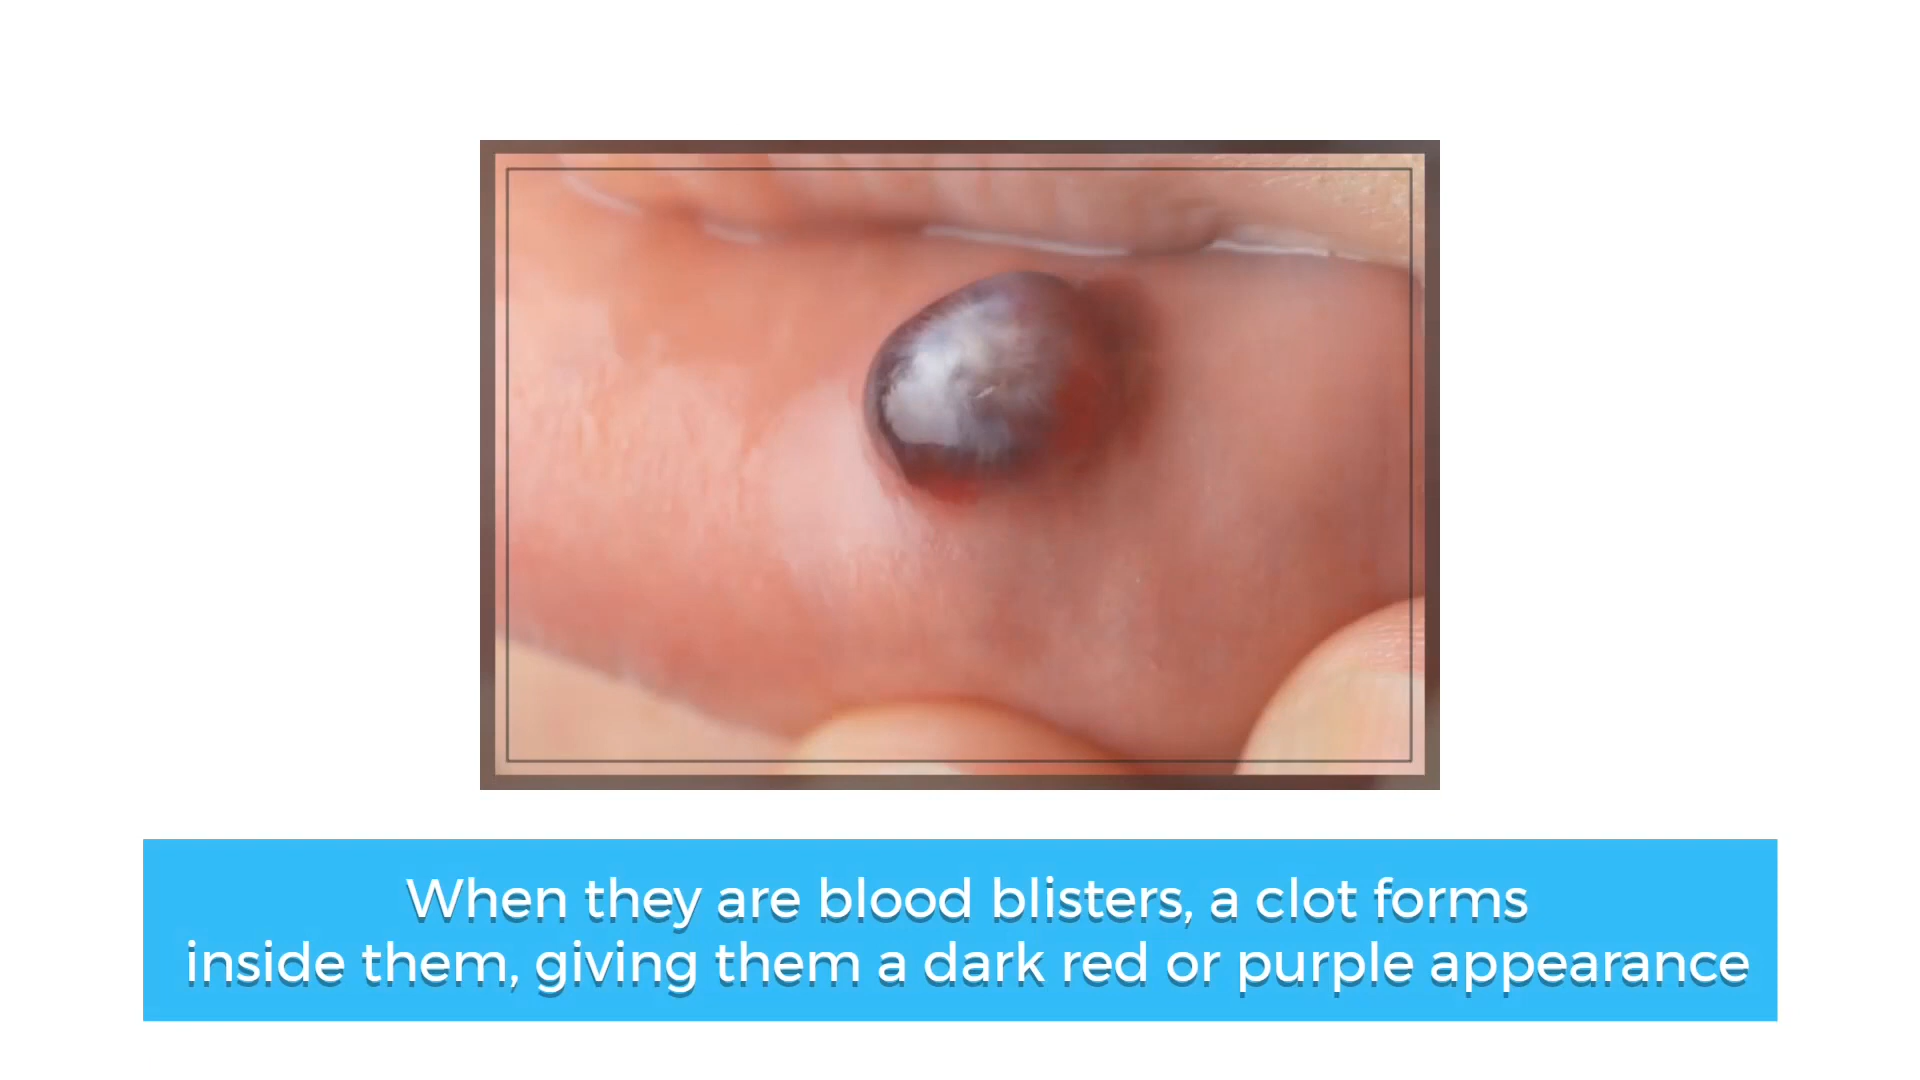 When they are blood blisters, a clot forms
inside them, giving them a dark red or purple appearance